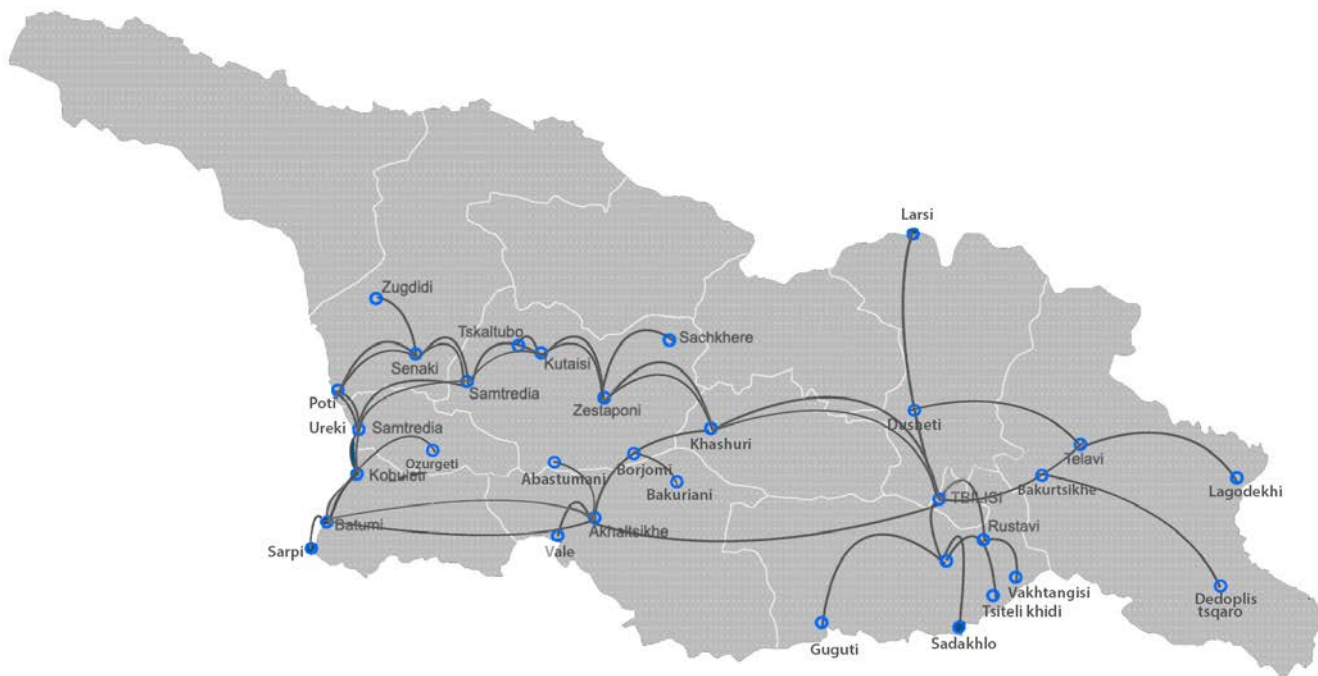 Larsi
Zugdidi
Tskaltubo
Sachkhere
Senaki
Kutaisi
Samtredia
Poti
Zestaponi
Ureki
Samtredia
Dusheti
Khashuri
Telavi
Ozurgeti
Kobuleti
Borjomi
Abastumani
Bakuriani
Bakurtsikhe
Lagodekhi
TBILISI
Batumi
Akhaltsikhe
Rustavi
Sarpi
Vale
Vakhtangisi
Tsiteli khidi
Dedoplis
tsqaro
Guguti
Sadakhlo